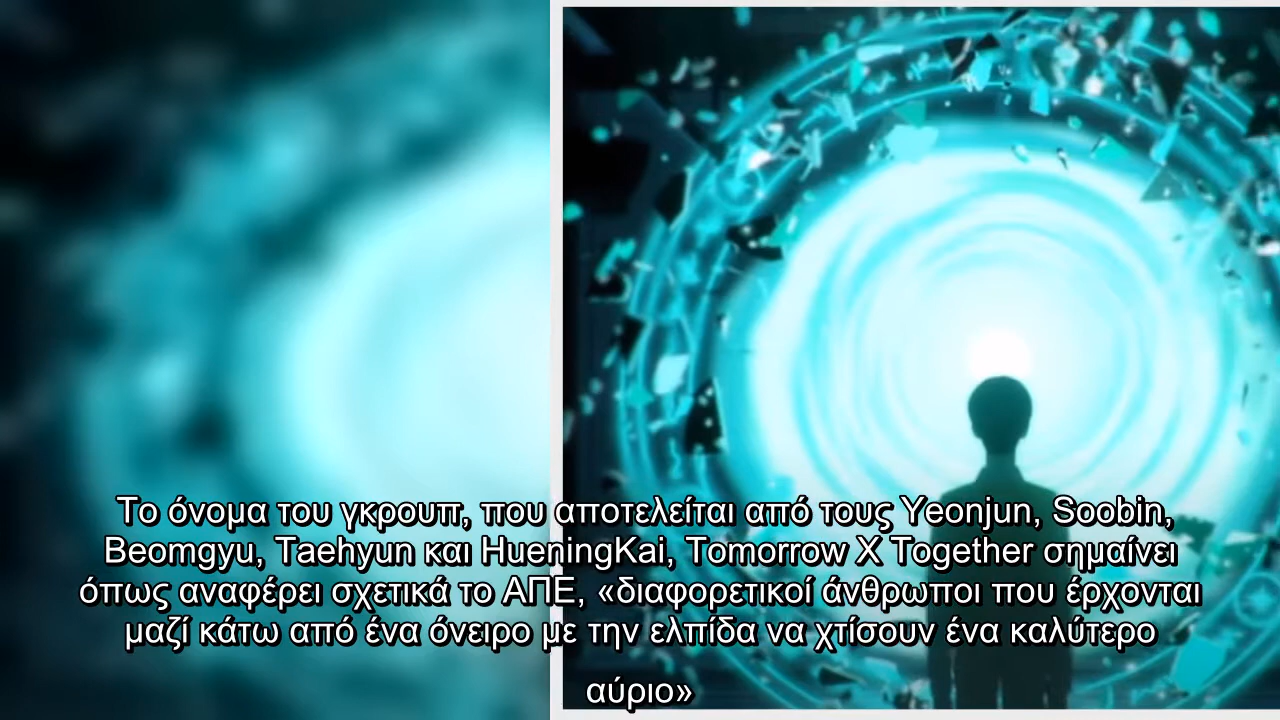 Το όνομα του γκρουπ, που αποτελείται από τους Yeonjun, Soobin,
Beomgyu, Taehyun και HueningKai, Tomorrow X Together σημαίνει
όπως αναφέρει σχετικά το ΑΠΕ, «διαφορετικοί άνθρωποι που έρχονται
μαζί κάτω από ένα όνειρο με την ελπίδα να χτίσουν ένα καλύτερο
αύριο»